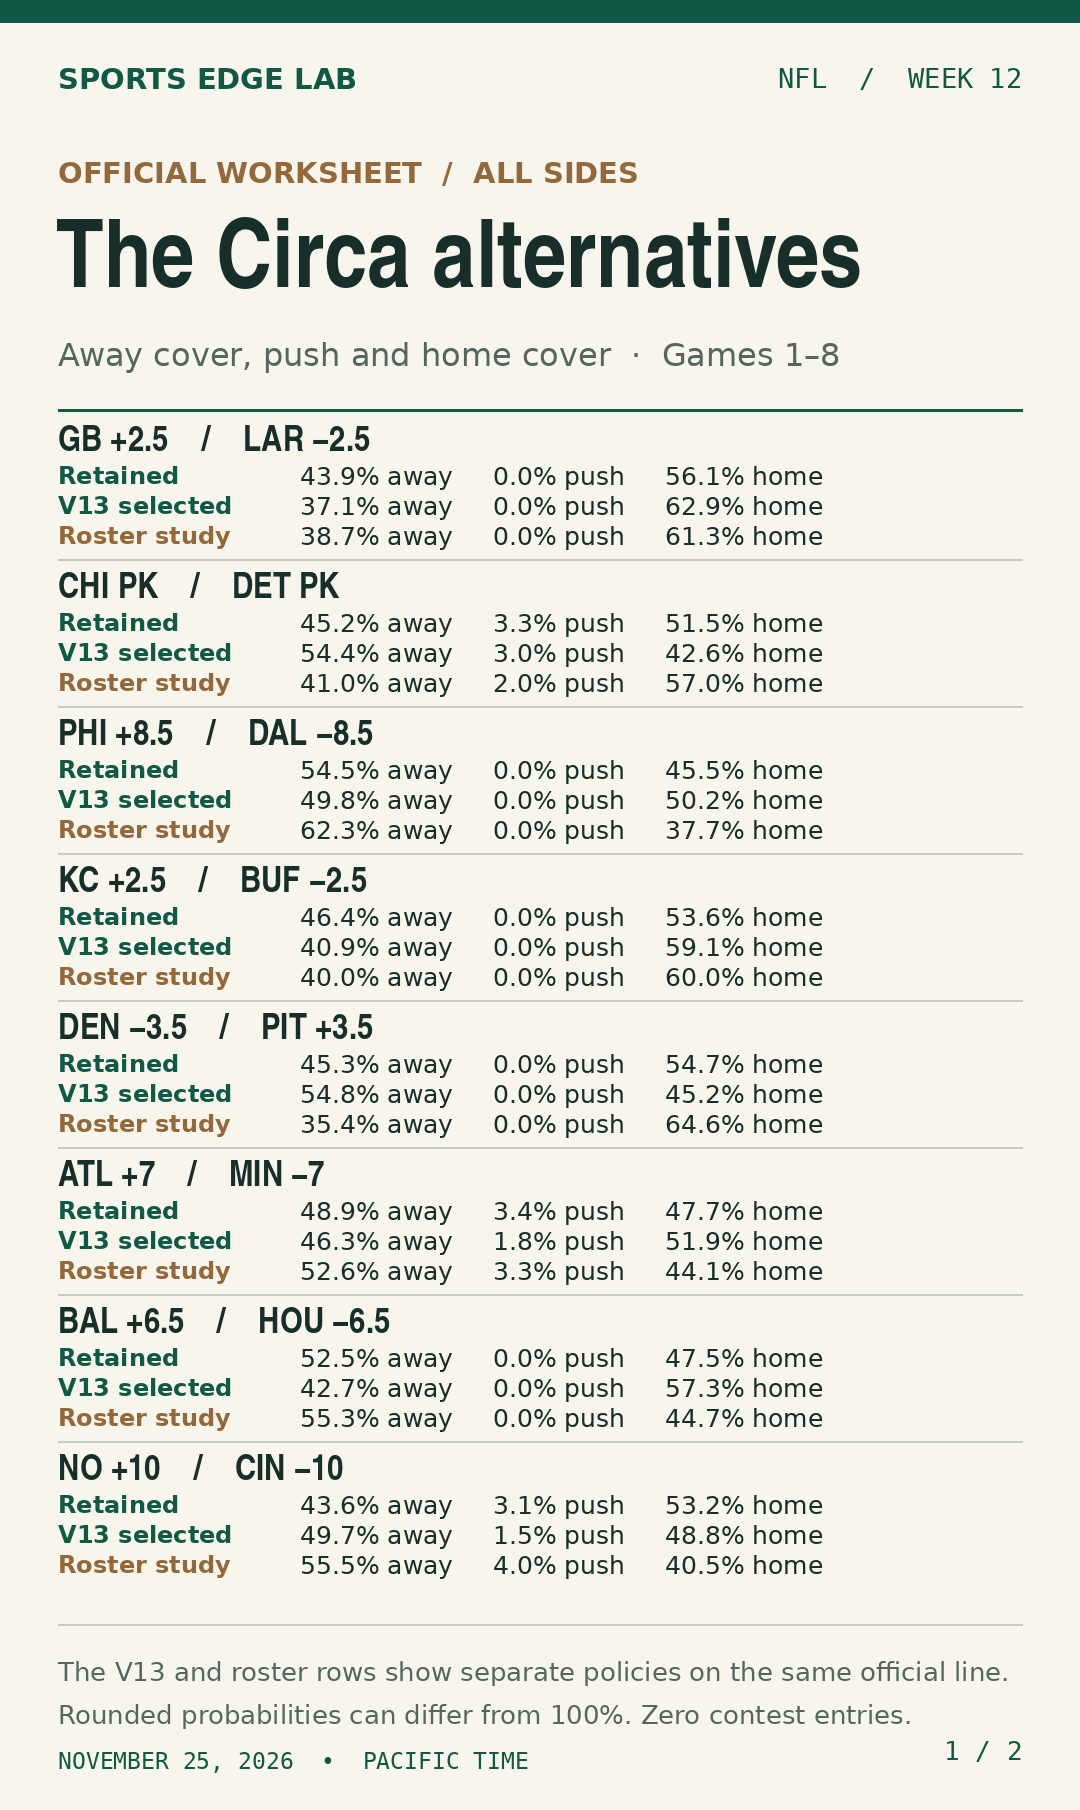 SPORTS EDGE LAB NFL / WEEK 12
OFFICIAL WORKSHEET / ALL SIDES
The Circa alternatives
Away cover, push and home cover · Games 1–8
GB +2.5 / LAR −2.5
Retained 43.9% away 0.0% push 56.1% home
V13 selected 37.1% away 0.0% push 62.9% home
Roster study 38.7% away 0.0% push 61.3% home
CHI PK / DET PK
Retained 45.2% away 3.3% push 51.5% home
V13 selected 54.4% away 3.0% push 42.6% home
Roster study 41.0% away 2.0% push 57.0% home
PHI +8.5 / DAL −8.5
Retained 54.5% away 0.0% push 45.5% home
V13 selected 49.8% away 0.0% push 50.2% home
Roster study 62.3% away 0.0% push 37.7% home
KC +2.5 / BUF −2.5
Retained 46.4% away 0.0% push 53.6% home
V13 selected 40.9% away 0.0% push 59.1% home
Roster study 40.0% away 0.0% push 60.0% home
DEN −3.5 / PIT +3.5
Retained 45.3% away 0.0% push 54.7% home
V13 selected 54.8% away 0.0% push 45.2% home
Roster study 35.4% away 0.0% push 64.6% home
ATL +7 / MIN −7
Retained 48.9% away 3.4% push 47.7% home
V13 selected 46.3% away 1.8% push 51.9% home
Roster study 52.6% away 3.3% push 44.1% home
BAL +6.5 / HOU −6.5
Retained 52.5% away 0.0% push 47.5% home
V13 selected 42.7% away 0.0% push 57.3% home
Roster study 55.3% away 0.0% push 44.7% home
NO +10 / CIN −10
Retained 43.6% away 3.1% push 53.2% home
V13 selected 49.7% away 1.5% push 48.8% home
Roster study 55.5% away 4.0% push 40.5% home
The V13 and roster rows show separate policies on the same official line.
Rounded probabilities can differ from 100%. Zero contest entries.
NOVEMBER 25, 2026 • PACIFIC TIME 1 / 2